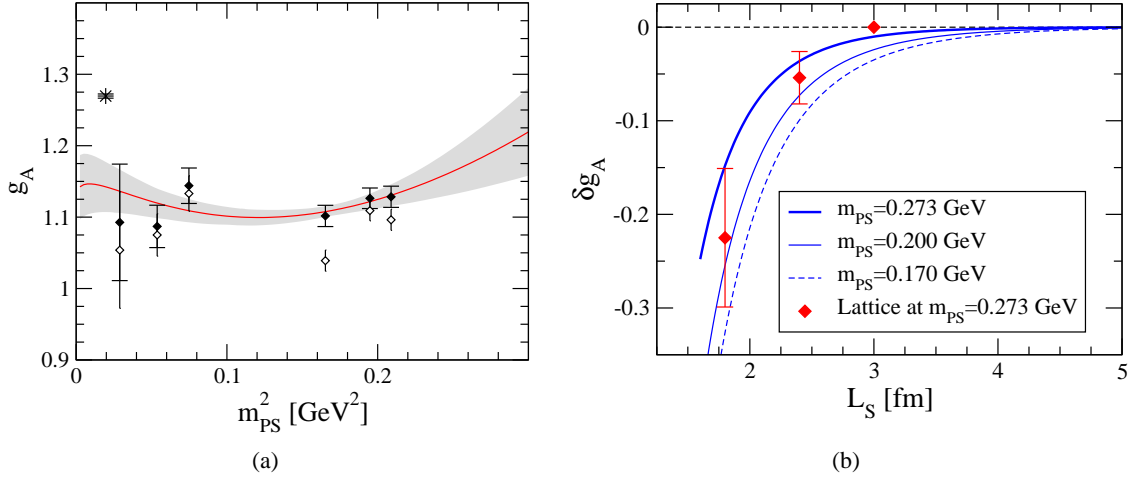 1.3
1.2
1.1
1
0.9
g_A
0
0.1
0.2
m_PS^2 [GeV^2]
(a)
0
-0.1
-0.2
-0.3
δg_A
m_PS=0.273 GeV
m_PS=0.200 GeV
m_PS=0.170 GeV
Lattice at m_PS=0.273 GeV
2
3
4
5
L_S [fm]
(b)